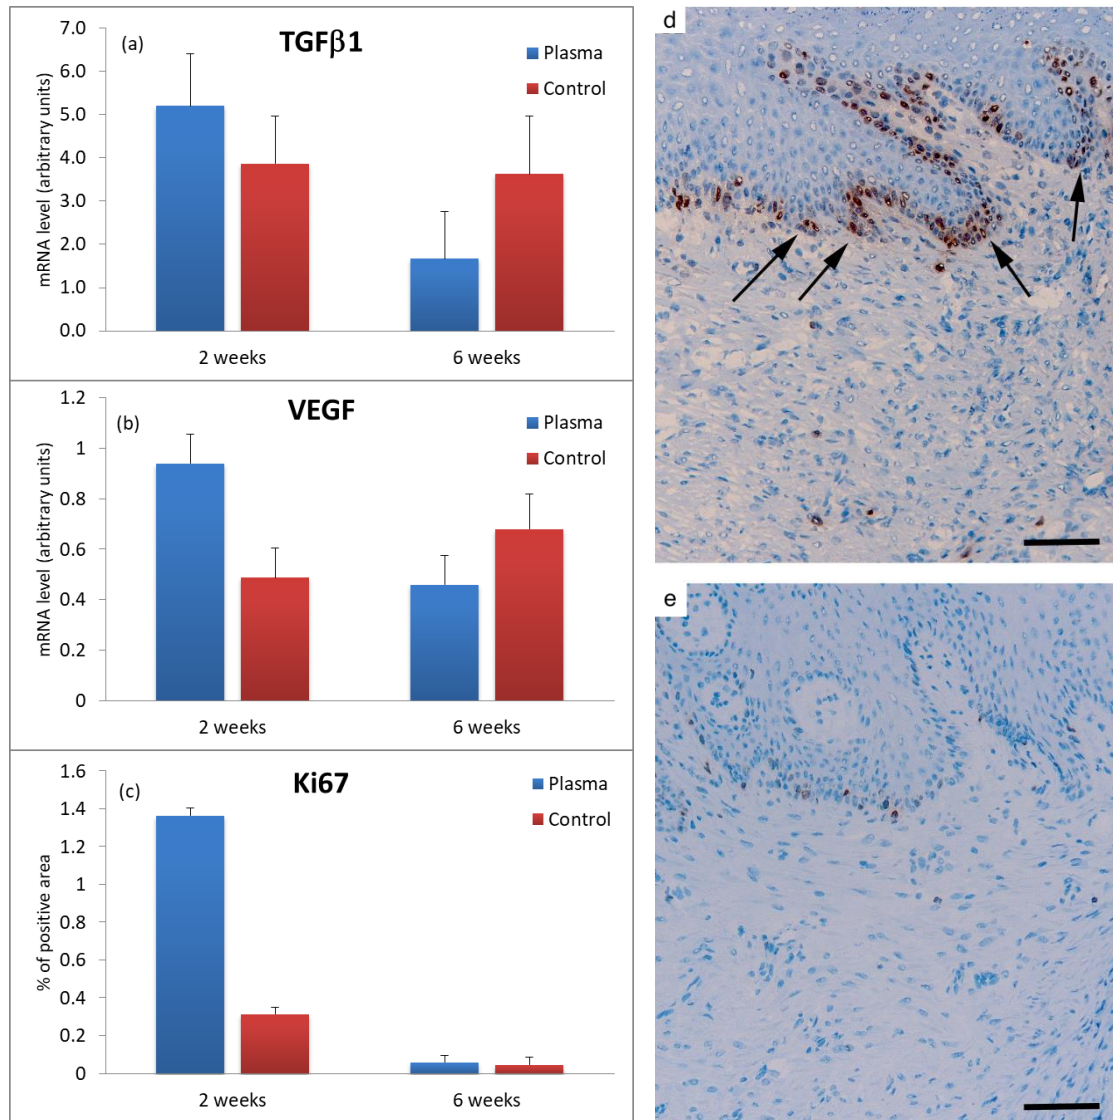 (a)
TGFβ1
Plasma
Control
mRNA level (arbitrary units)
7.0
6.0
5.0
4.0
3.0
2.0
1.0
0.0
2 weeks
6 weeks
(b)
VEGF
Plasma
Control
mRNA level (arbitrary units)
1.2
1
0.8
0.6
0.4
0.2
0
2 weeks
6 weeks
(c)
Ki67
Plasma
Control
% of positive area
1.6
1.4
1.2
1
0.8
0.6
0.4
0.2
0
2 weeks
6 weeks
d
e